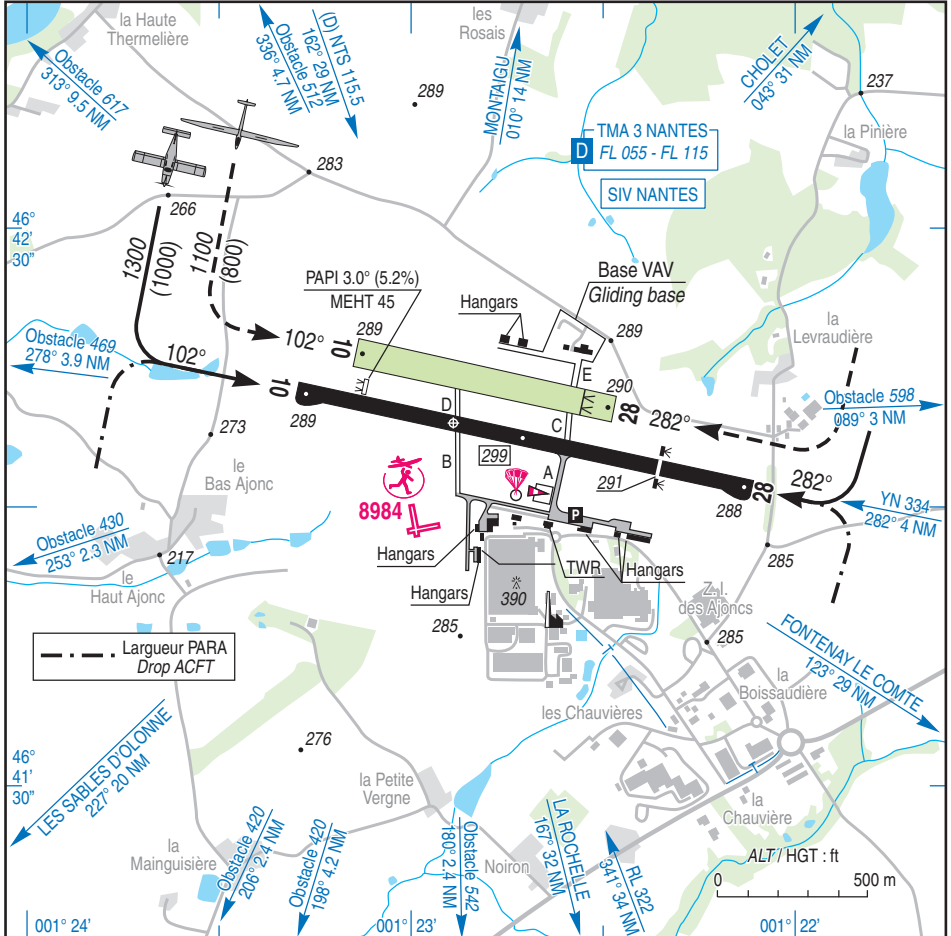 la Haute
Thermelière
Obstacle 617
313° 9.5 NM
(D) NTS 115.5
162° 29 NM
Obstacle 512
336° 4.7 NM
les
Rosais
MONTAIGU
010° 14 NM
289
283
266
CHOLET
043° 31 NM
237
la Pinière
D
TMA 3 NANTES
FL 055 - FL 115
SIV NANTES
46°
42'
30"
1300
(1000)
1100
(800)
PAPI 3.0° (5.2%)
MEHT 45
Hangars
Base VAV
Gliding base
289
la
Levraudière
Obstacle 469
278° 3.9 NM
102°
102°
10
289
10
289
E
290
28
282°
Obstacle 598
089° 3 NM
D
C
B
A
299
291
288
28
282°
YN 334
282° 4 NM
273
le
Bas Ajonc
8984
P
Obstacle 430
253° 2.3 NM
217
le
Haut Ajonc
Hangars
Hangars
TWR
Hangars
390
285
285
Z. I.
des Ajoncs
285
Largueur PARA
Drop ACFT
FONTENAY LE COMTE
123° 29 NM
la
Boissaudière
les Chauvières
276
46°
41'
30"
LES SABLES D'OLONNE
227° 20 NM
la Petite
Vergne
la
Chauvière
la
Mainguisière
Obstacle 420
206° 2.4 NM
Obstacle 420
198° 4.2 NM
Obstacle 542
180° 2.4 NM
Noiron
LA ROCHELLE
167° 32 NM
RL 322
341° 34 NM
ALT / HGT : ft
0
500 m
001° 24'
001° 23'
001° 22'